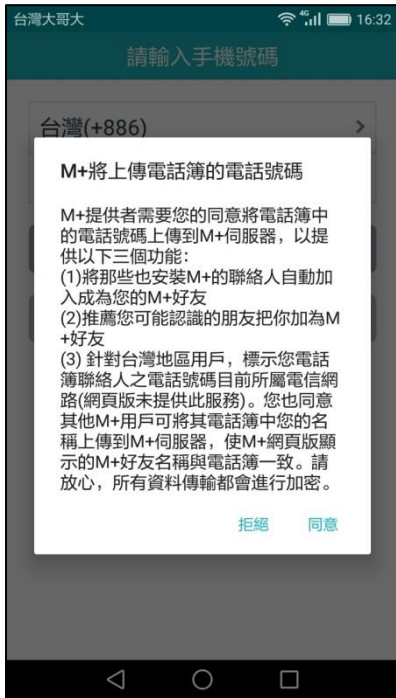 台灣大哥大 4G 16:32
請輸入手機號碼
台灣(+886)
M+將上傳電話簿的電話號碼
M+提供者需要您的同意將電話簿中
的電話號碼上傳到M+伺服器，以提
供以下三個功能：
(1)將那些也安裝M+的聯絡人自動加
入成為您的M+好友
(2)推薦您可能認識的朋友把你加為M
+好友
(3) 針對台灣地區用戶，標示您電話
簿聯絡人之電話號碼目前所屬電信網
路(網頁版未提供此服務)。您也同意
其他M+用戶可將其電話簿中您的名
稱上傳到M+伺服器，使M+網頁版顯
示的M+好友名稱與電話簿一致。請
放心，所有資料傳輸都會進行加密。
拒絕 同意